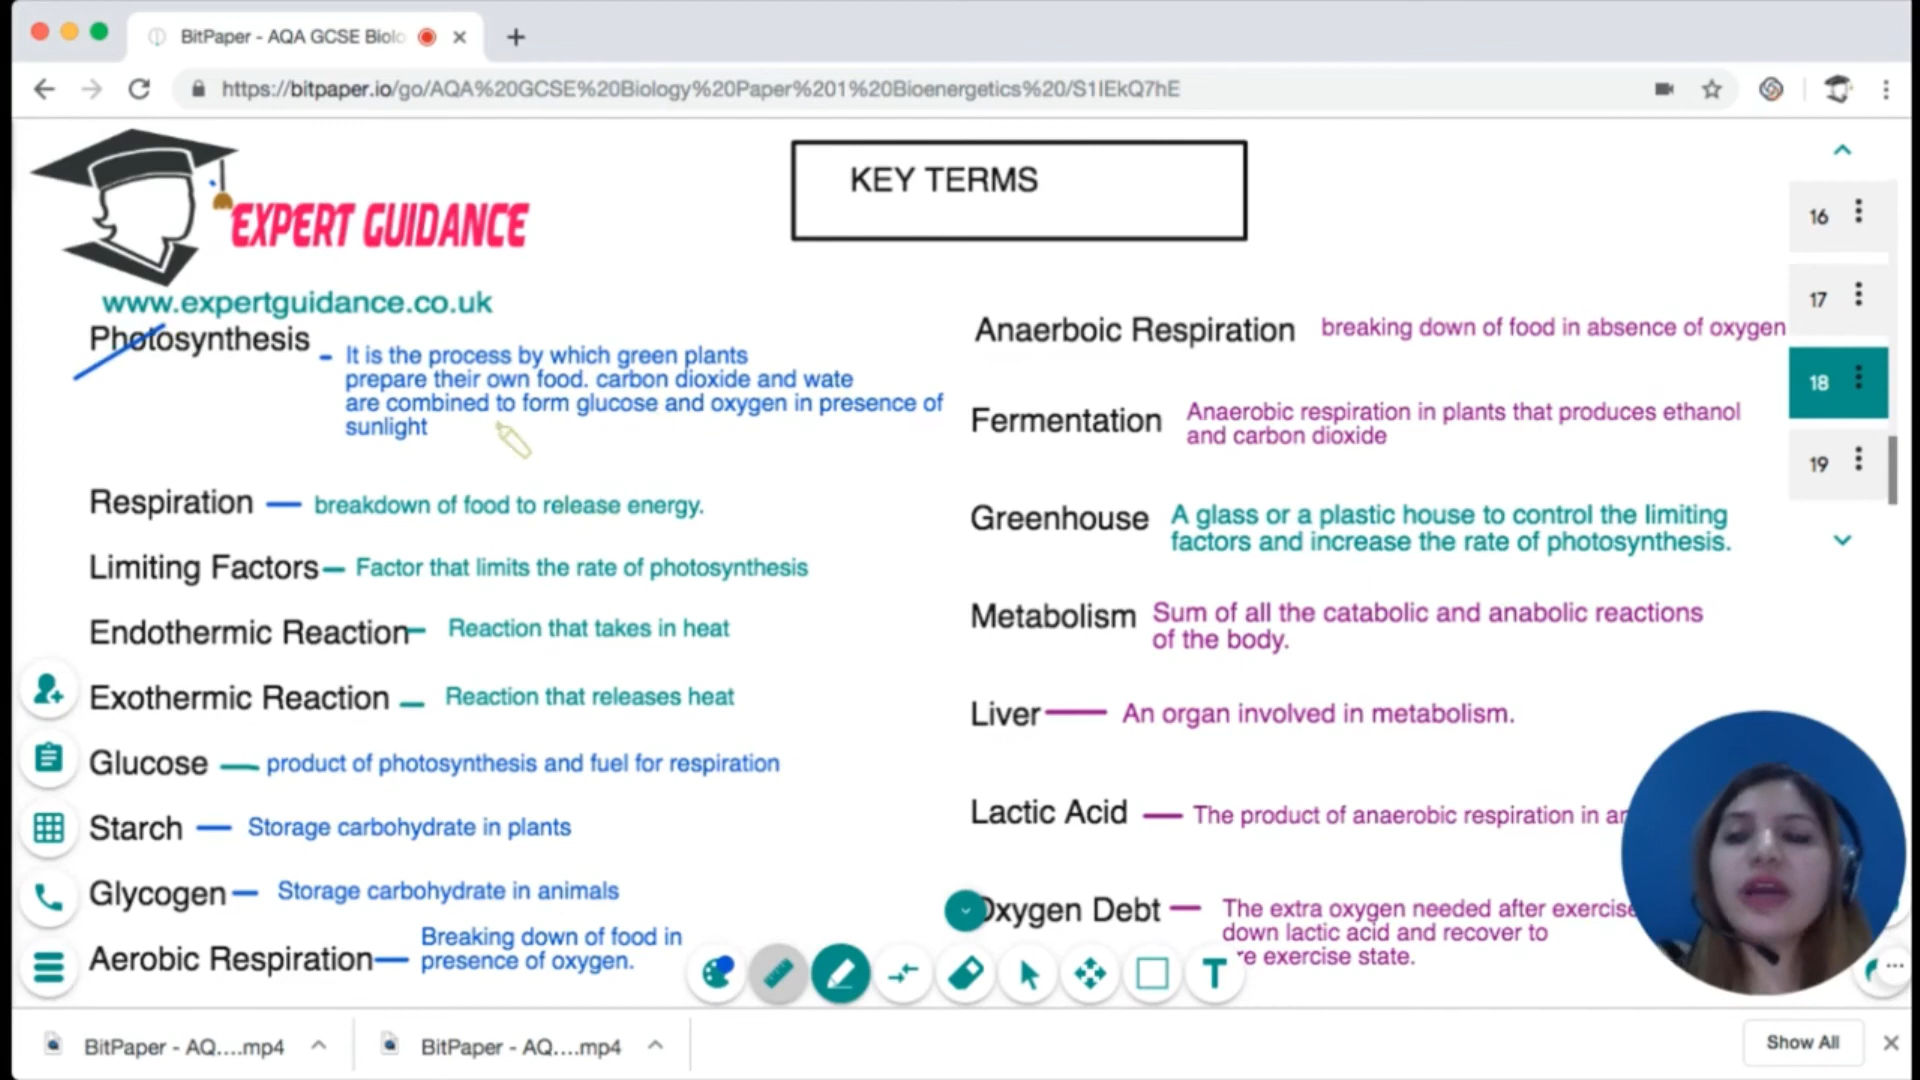 BitPaper - AQA GCSE Biolo
https://bitpaper.io/go/AQA%20GCSE%20Biology%20Paper%201%20Bioenergetics%20/S1IEkQ7hE
EXPERT GUIDANCE
www.expertguidance.co.uk
KEY TERMS
Photosynthesis
It is the process by which green plants
prepare their own food. carbon dioxide and wate
are combined to form glucose and oxygen in presence of
sunlight
Respiration
breakdown of food to release energy.
Limiting Factors
Factor that limits the rate of photosynthesis
Endothermic Reaction
Reaction that takes in heat
Exothermic Reaction
Reaction that releases heat
Glucose
product of photosynthesis and fuel for respiration
Starch
Storage carbohydrate in plants
Glycogen
Storage carbohydrate in animals
Aerobic Respiration
Breaking down of food in
presence of oxygen.
Anaerboic Respiration
breaking down of food in absence of oxygen
Fermentation
Anaerobic respiration in plants that produces ethanol
and carbon dioxide
Greenhouse
A glass or a plastic house to control the limiting
factors and increase the rate of photosynthesis.
Metabolism
Sum of all the catabolic and anabolic reactions
of the body.
Liver
An organ involved in metabolism.
Lactic Acid
The product of anaerobic respiration in
Oxygen Debt
The extra oxygen needed after exercise
down lactic acid and recover to
exercise state.
16
17
18
19
T
BitPaper - AQ....mp4
BitPaper - AQ....mp4
Show All